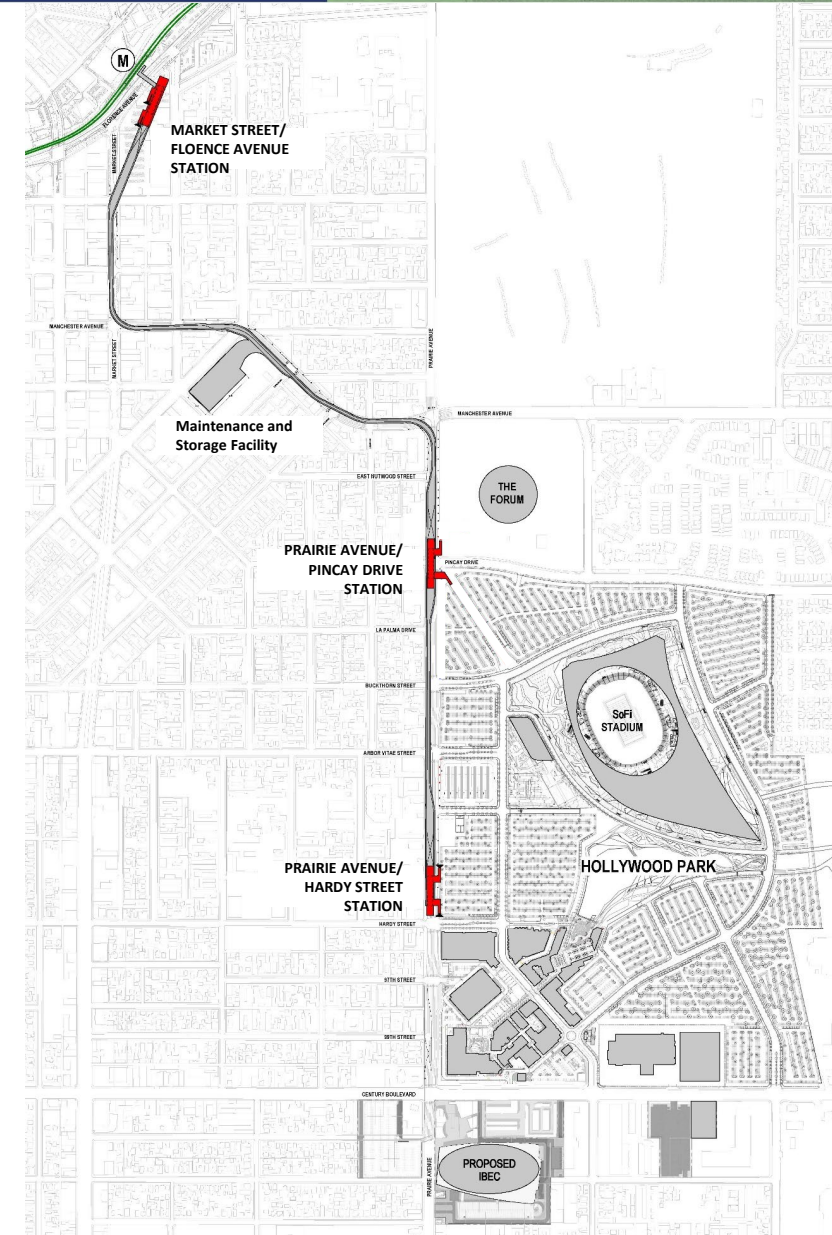 M
FLORENCE AVENUE
MARKET STREET/
FLOENCE AVENUE
STATION
MARKET STREET
MANCHESTER AVENUE
MARKET STREET
PRAIRIE AVENUE
Maintenance and
Storage Facility
MANCHESTER AVENUE
EAST NUTWOOD STREET
THE
FORUM
PRAIRIE AVENUE/
PINCAY DRIVE
STATION
PINCAY DRIVE
LA PALMA DRIVE
BUCKTHORN STREET
SoFi
STADIUM
ARBOR VITAE STREET
PRAIRIE AVENUE/
HARDY STREET
STATION
HOLLYWOOD PARK
HARDY STREET
97TH STREET
99TH STREET
CENTURY BOULEVARD
PRAIRIE AVENUE
PROPOSED
IBEC